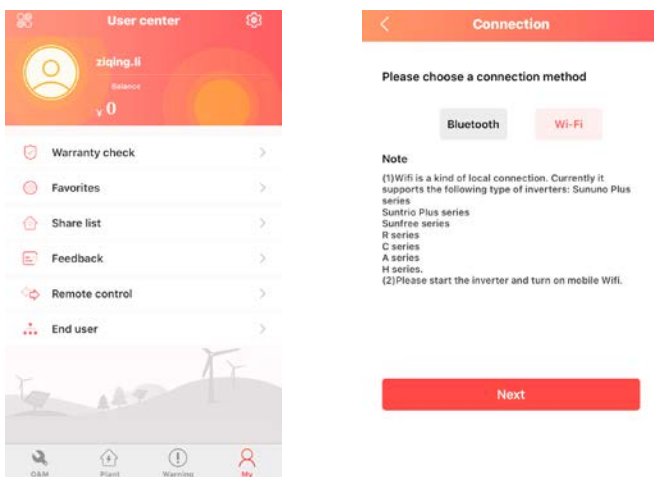 User center
ziqing.li
Balance
¥ 0
Warranty check
Favorites
Share list
Feedback
Remote control
End user
O&M
Plant
Warning
My
Connection
Please choose a connection method
Bluetooth
Wi-Fi
Note
(1)Wifi is a kind of local connection. Currently it
supports the following type of inverters: Sununo Plus
series
Suntrio Plus series
Sunfree series
R series
C series
A series
H series.
(2)Please start the inverter and turn on mobile Wifi.
Next